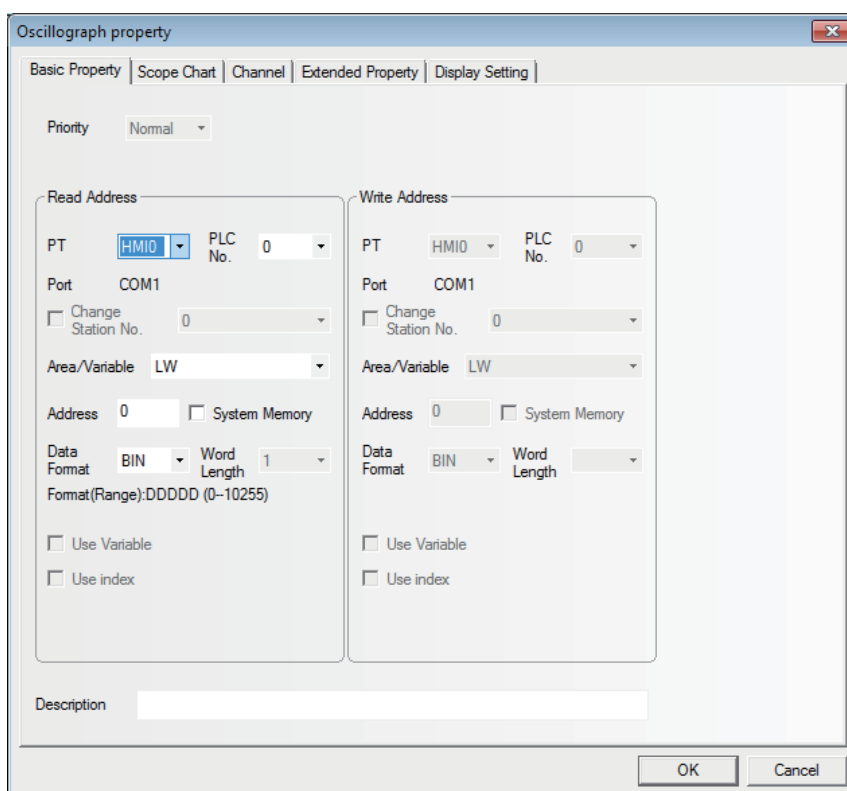 Oscillograph property
Basic Property Scope Chart Channel Extended Property Display Setting
Priority Normal
Read Address
PT HMI0 PLC No. 0
Port COM1
Change Station No. 0
Area/Variable LW
Address 0 System Memory
Data Format BIN Word Length 1
Format(Range):DDDDD (0--10255)
Use Variable
Use index
Write Address
PT HMI0 PLC No. 0
Port COM1
Change Station No. 0
Area/Variable LW
Address 0 System Memory
Data Format BIN Word Length
Use Variable
Use index
Description
OK Cancel